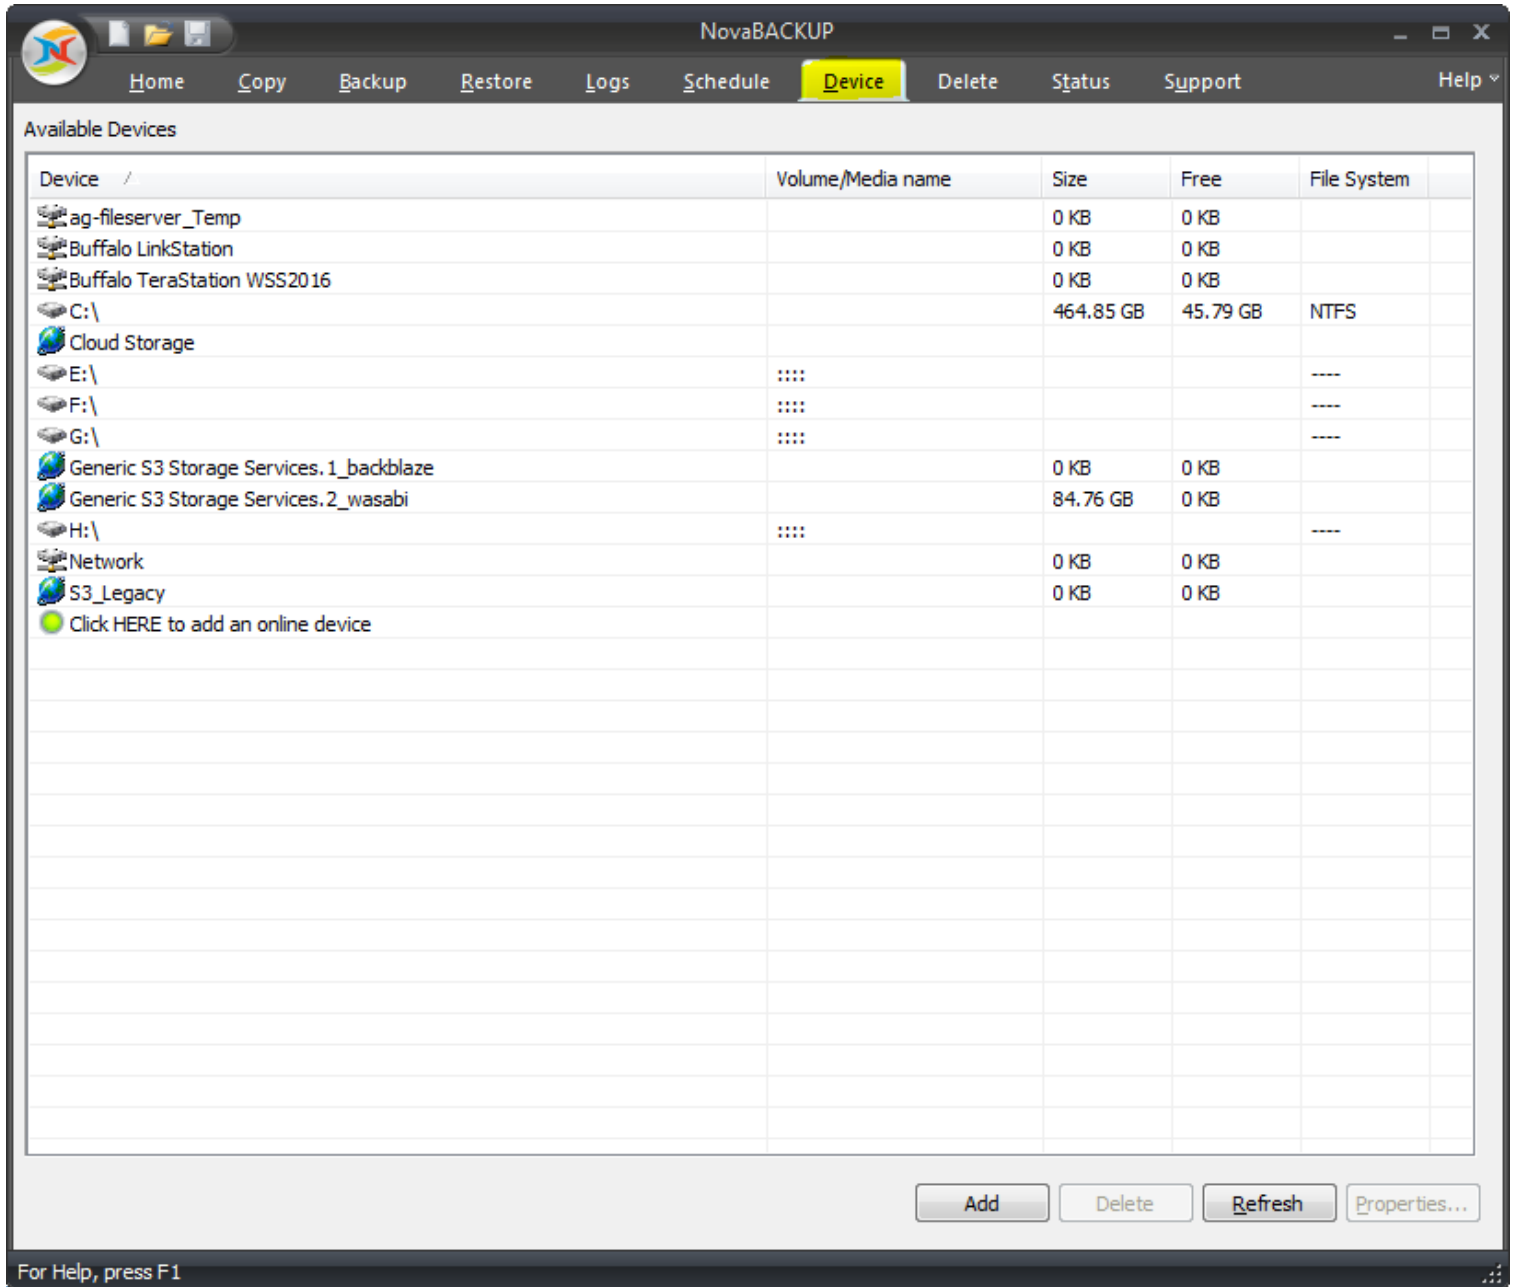 NovaBACKUP
Home Copy Backup Restore Logs Schedule Device Delete Status Support Help
Available Devices
Device Volume/Media name Size Free File System
ag-fileserver_Temp 0 KB 0 KB
Buffalo LinkStation 0 KB 0 KB
Buffalo TeraStation WSS2016 0 KB 0 KB
C:\ 464.85 GB 45.79 GB NTFS
Cloud Storage
E:\ :::: ----
F:\ :::: ----
G:\ :::: ----
Generic S3 Storage Services.1_backblaze 0 KB 0 KB
Generic S3 Storage Services.2_wasabi 84.76 GB 0 KB
H:\ :::: ----
Network 0 KB 0 KB
S3_Legacy 0 KB 0 KB
Click HERE to add an online device
Add Delete Refresh Properties...
For Help, press F1